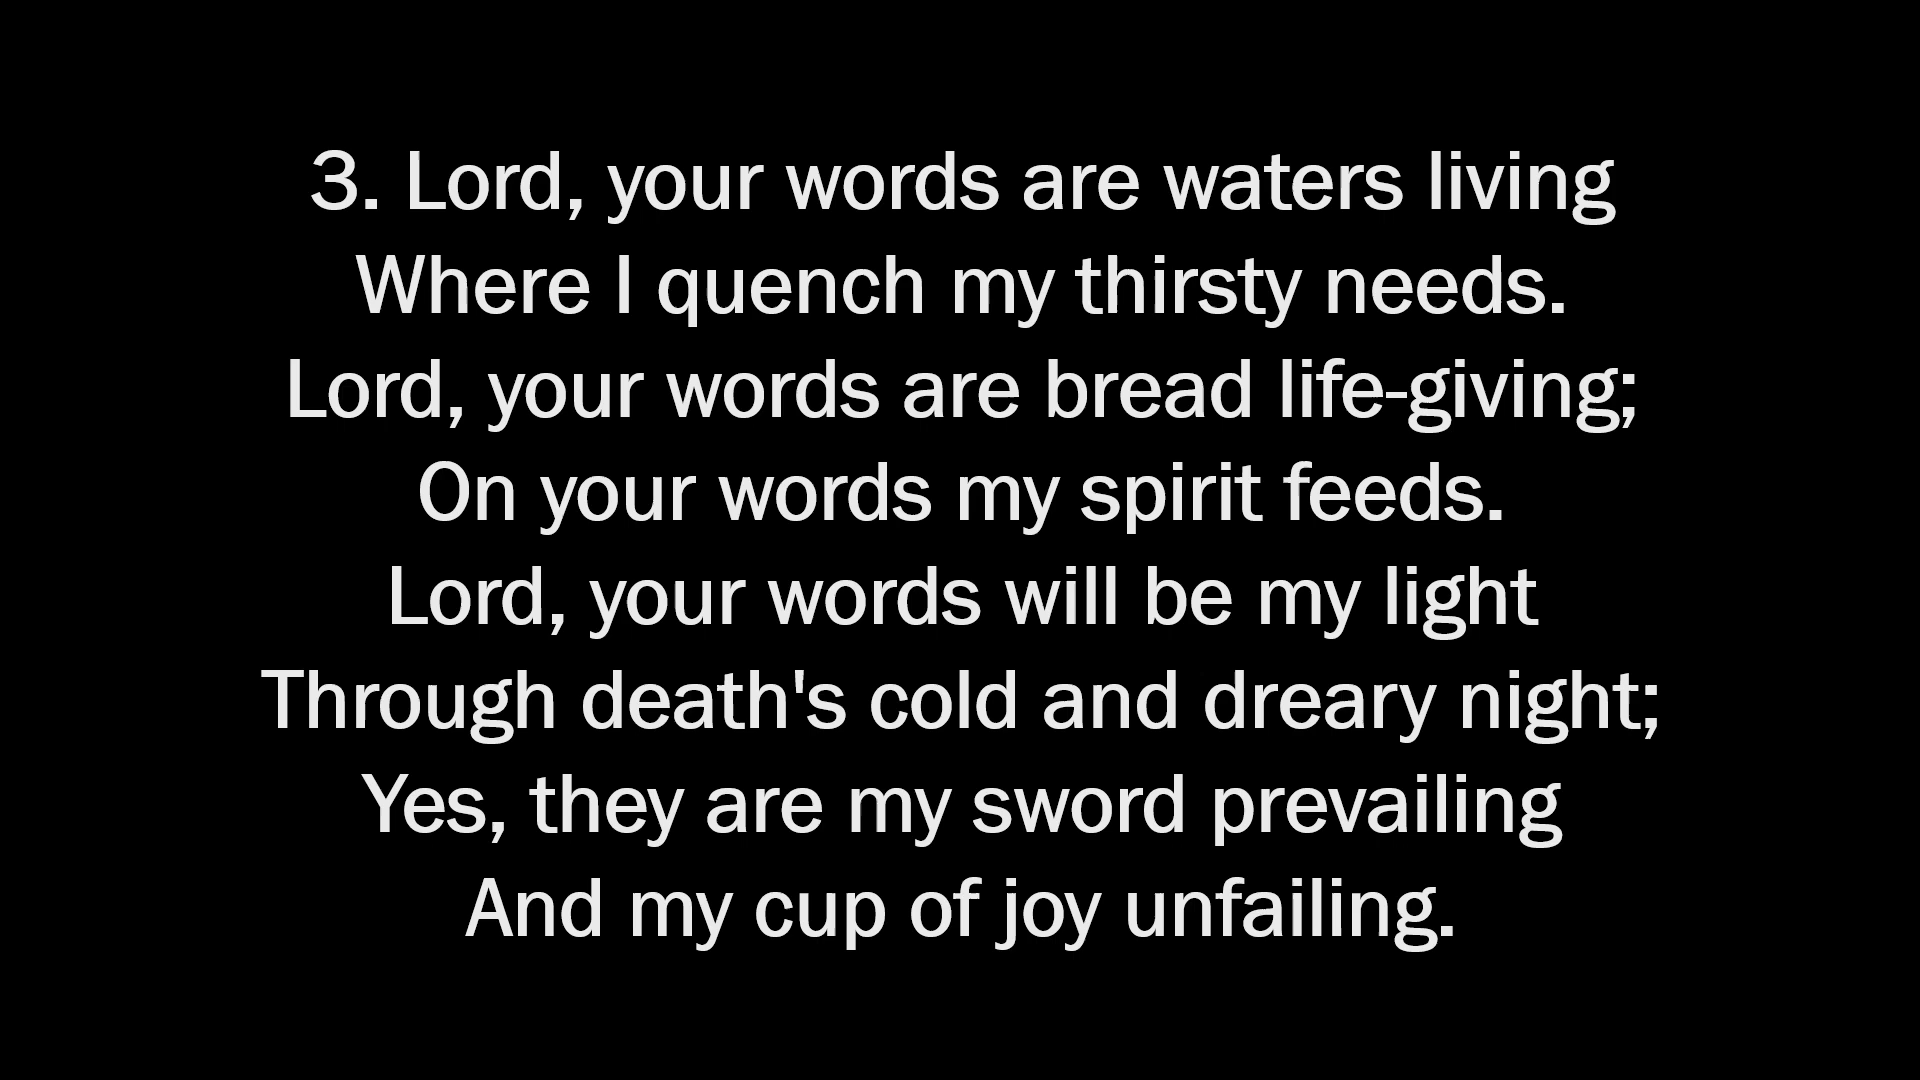 3. Lord, your words are waters living
Where I quench my thirsty needs.
Lord, your words are bread life-giving;
On your words my spirit feeds.
Lord, your words will be my light
Through death's cold and dreary night;
Yes, they are my sword prevailing
And my cup of joy unfailing.